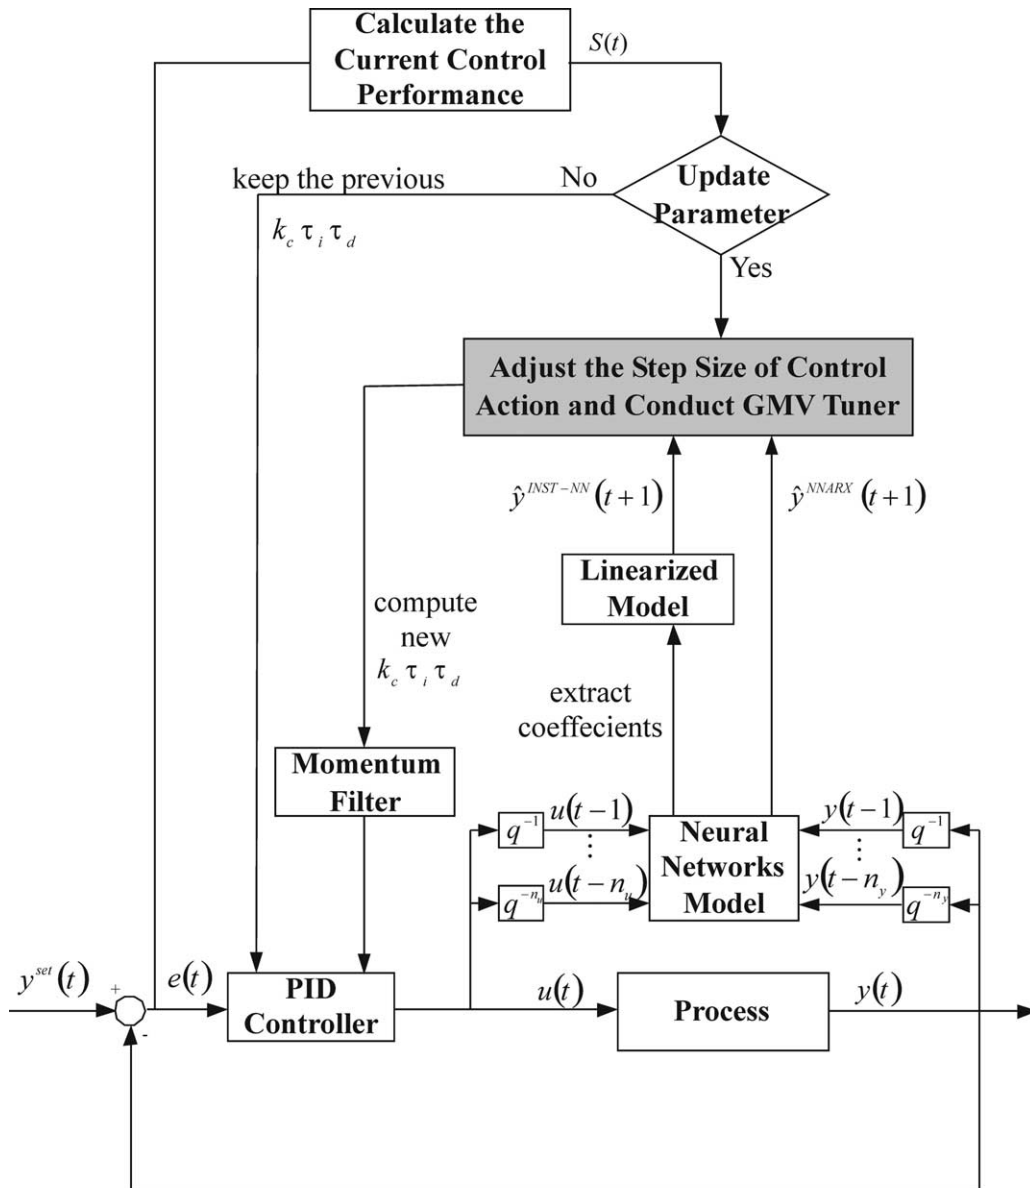 Calculate the
Current Control
Performance
S(t)
keep the previous
No
Update
Parameter
k_c τ_i τ_d
Yes
Adjust the Step Size of Control
Action and Conduct GMV Tuner
ŷ^{INST-NN}(t+1)
ŷ^{NNARX}(t+1)
Linearized
Model
compute
new
k_c τ_i τ_d
extract
coeffecients
Momentum
Filter
q^{-1}
u(t-1)
⋮
q^{-n_u}
u(t-n_u)
Neural
Networks
Model
y(t-1)
q^{-1}
⋮
y(t-n_y)
q^{-n_y}
y^{set}(t)
+
-
e(t)
PID
Controller
u(t)
Process
y(t)